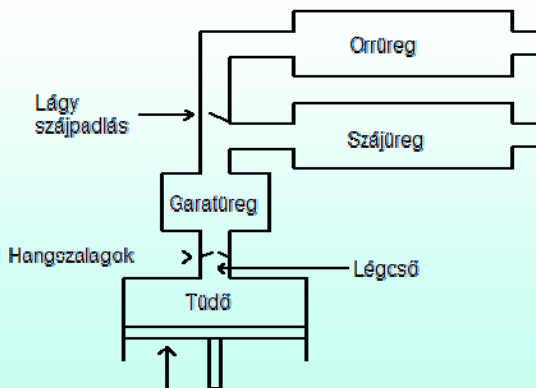 Orrüreg
Lágy
szájpadlás
Szájüreg
Garatüreg
Hangszalagok
Légcső
Tüdő